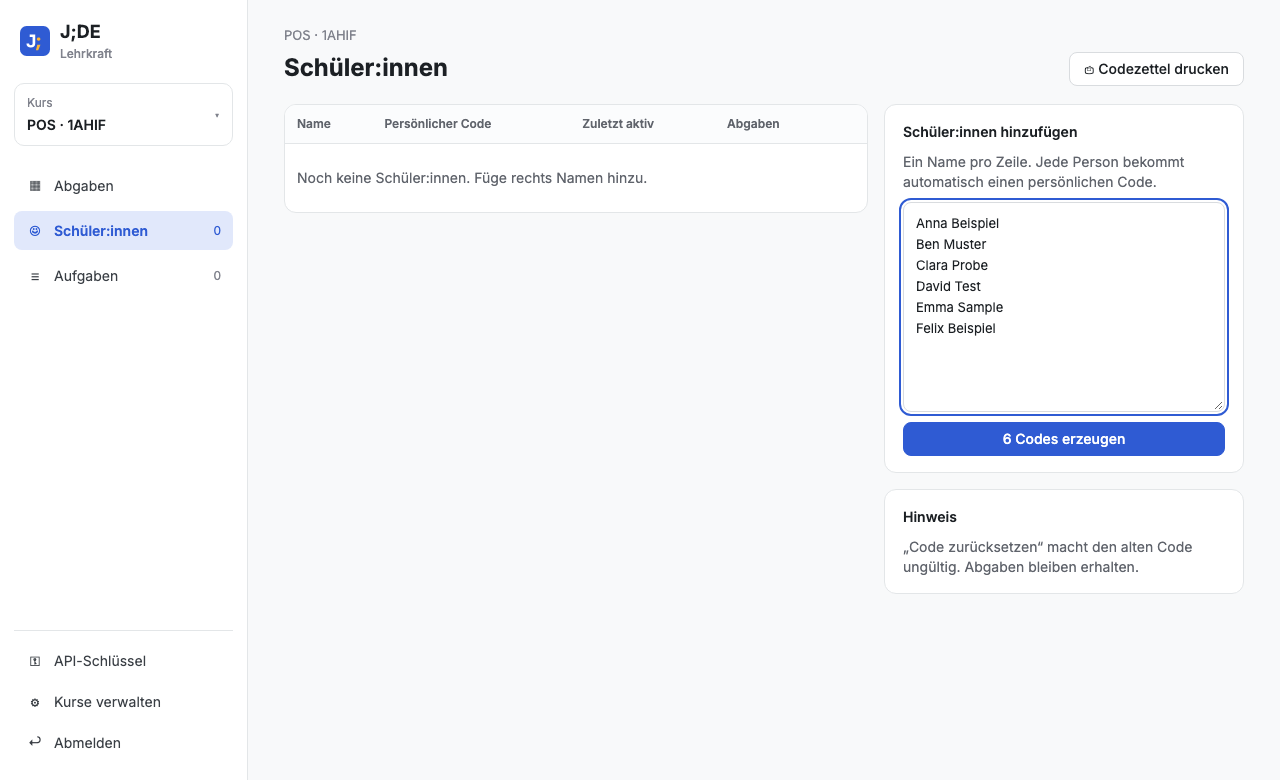 J;DE
Lehrkraft
Kurs
POS · 1AHIF
Abgaben
Schüler:innen 0
Aufgaben 0
API-Schlüssel
Kurse verwalten
Abmelden
POS · 1AHIF
Schüler:innen
Codezettel drucken
Name Persönlicher Code Zuletzt aktiv Abgaben
Noch keine Schüler:innen. Füge rechts Namen hinzu.
Schüler:innen hinzufügen
Ein Name pro Zeile. Jede Person bekommt
automatisch einen persönlichen Code.
Anna Beispiel
Ben Muster
Clara Probe
David Test
Emma Sample
Felix Beispiel
6 Codes erzeugen
Hinweis
„Code zurücksetzen“ macht den alten Code
ungültig. Abgaben bleiben erhalten.